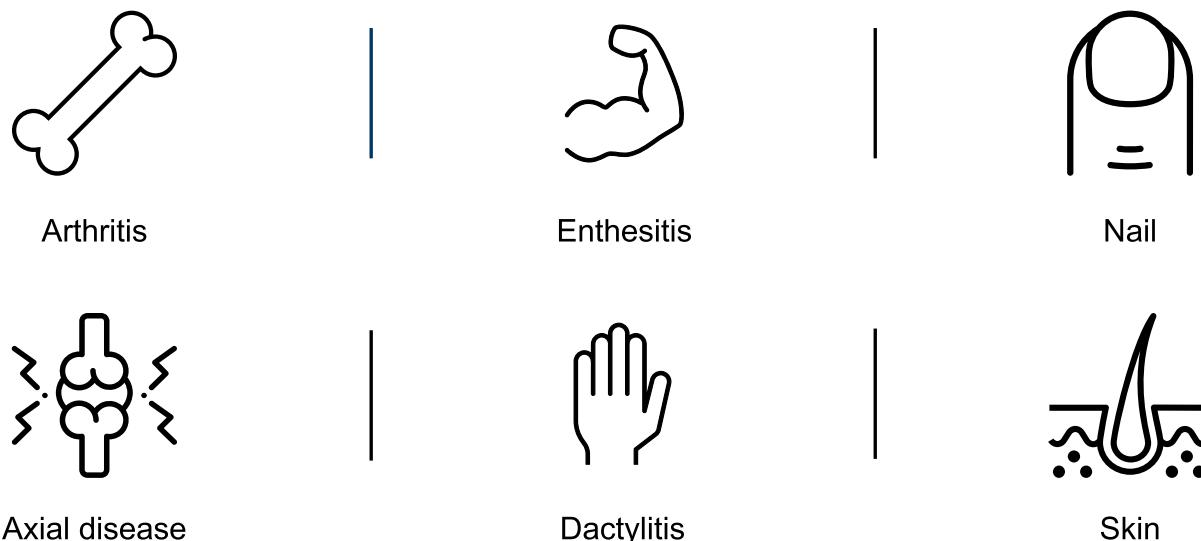 Arthritis
Enthesitis
Nail
Axial disease
Dactylitis
Skin